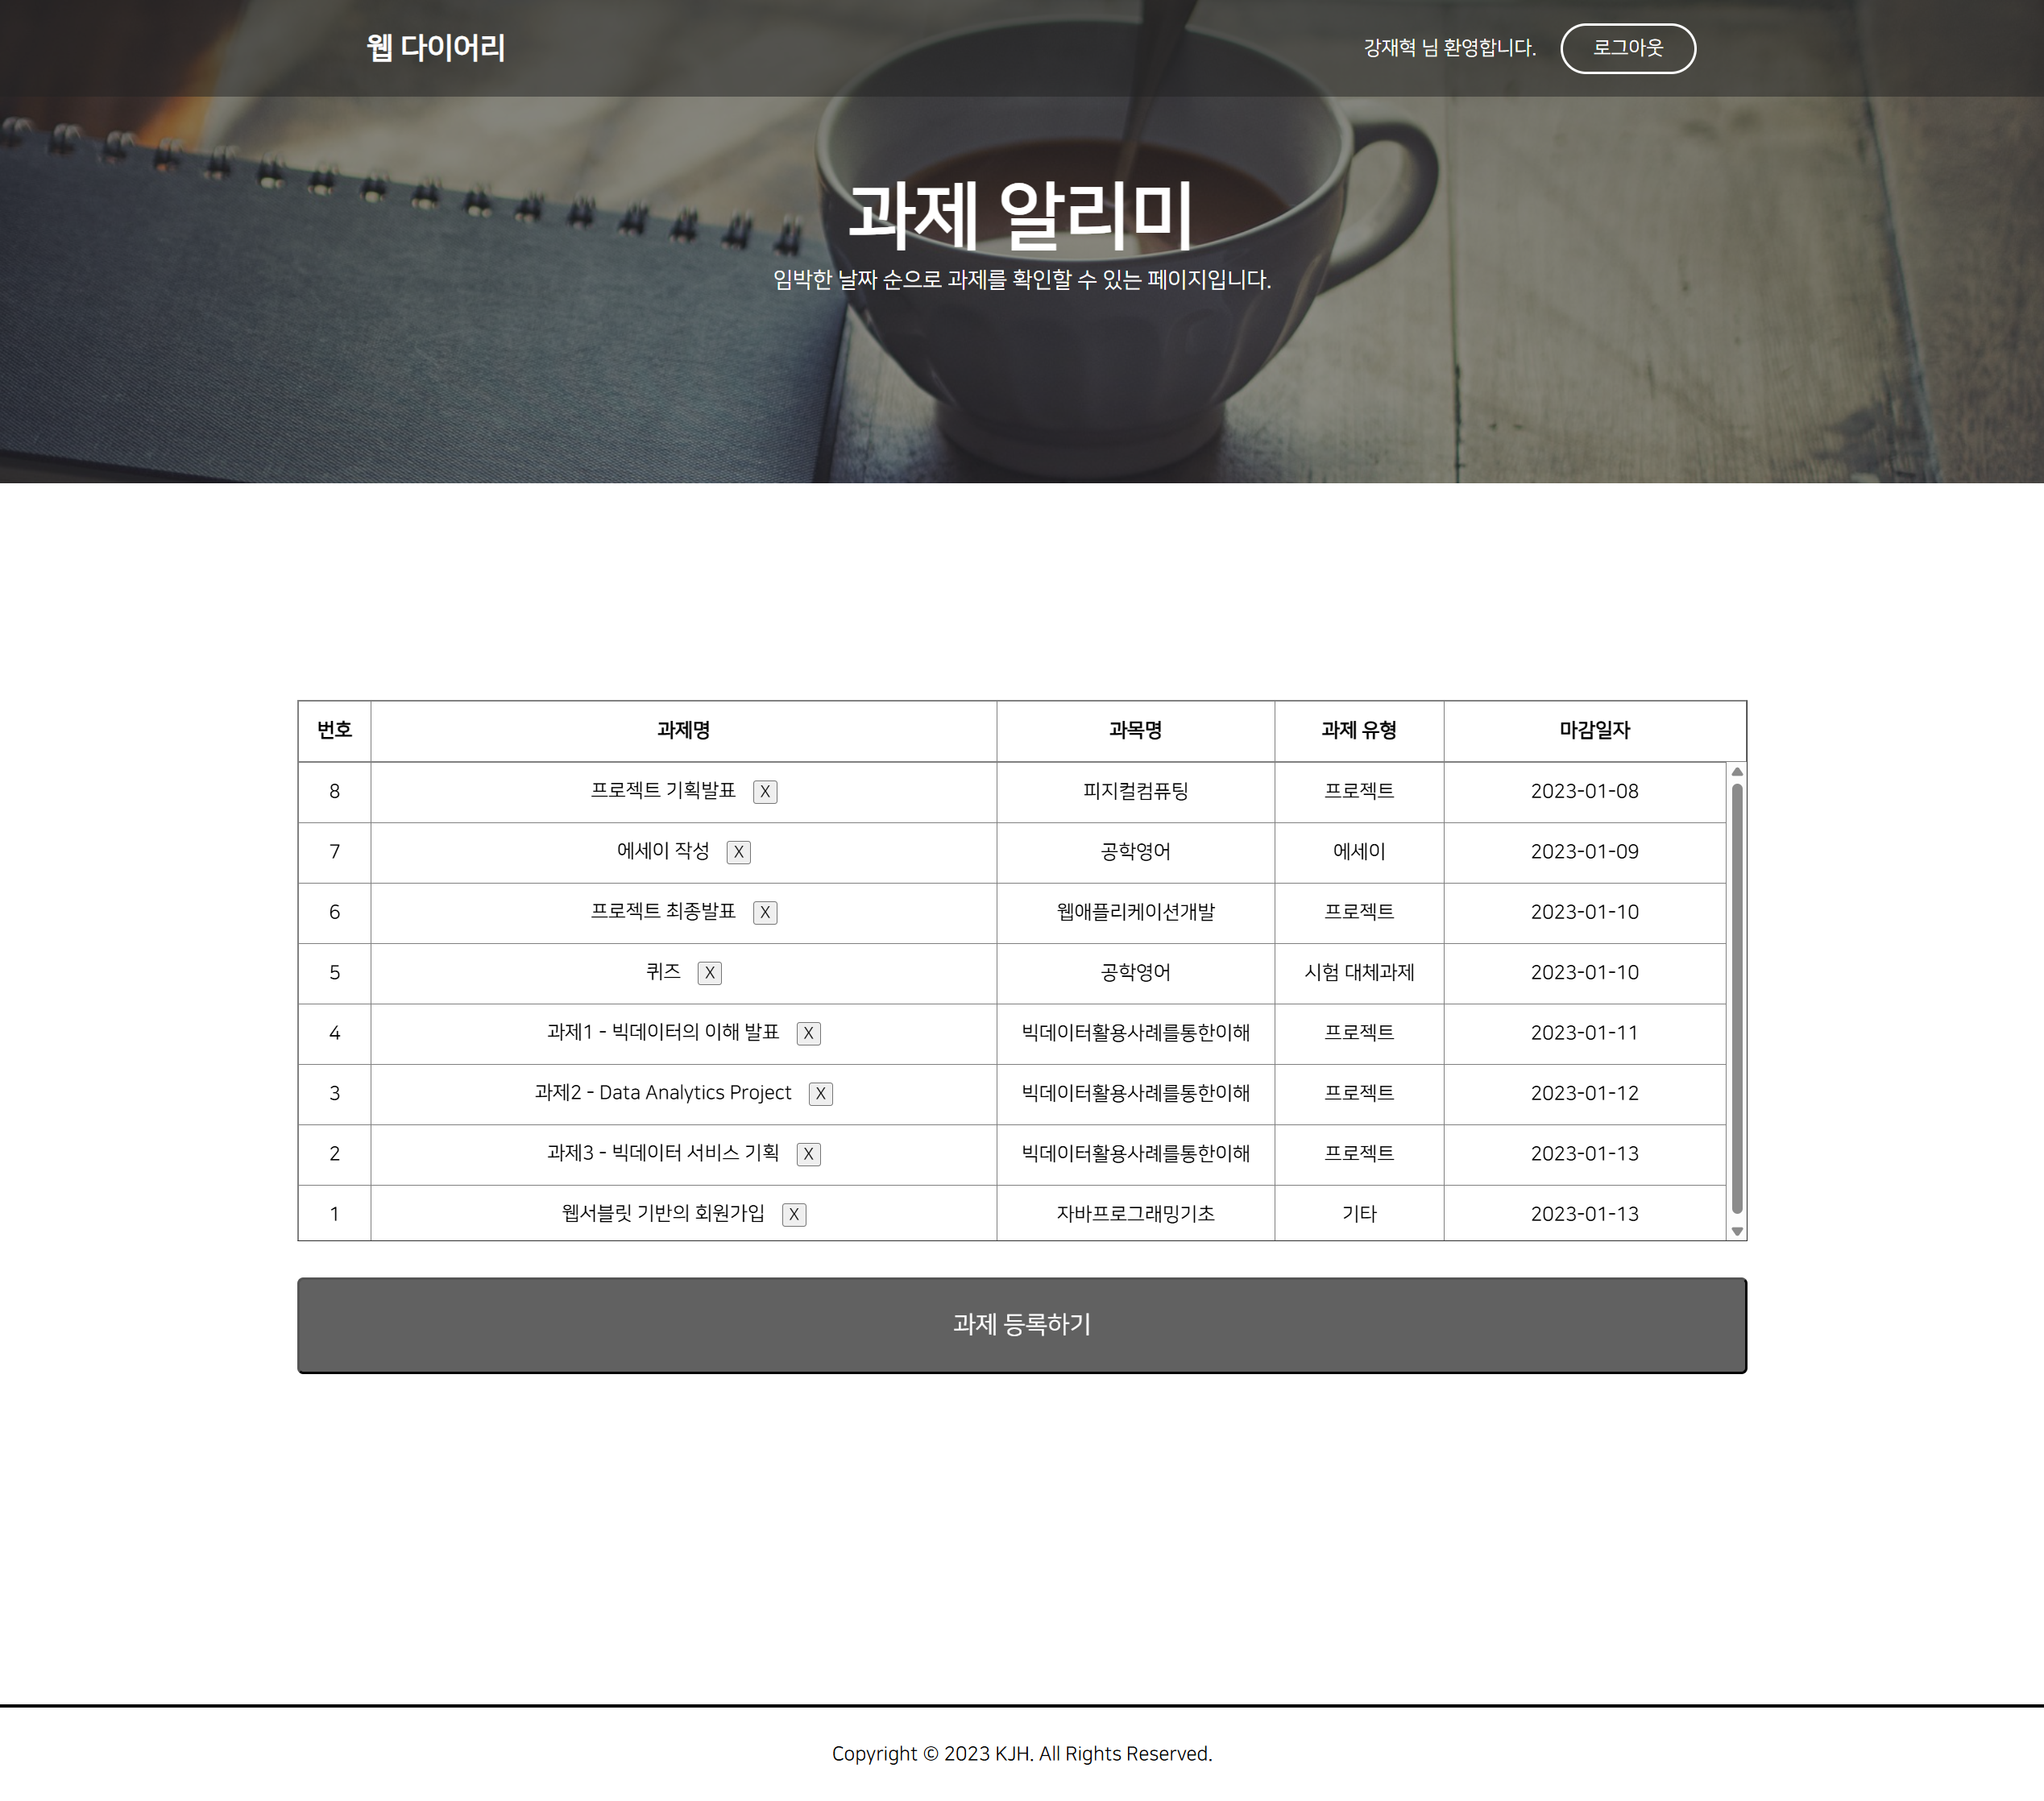 웹 다이어리
강재혁 님 환영합니다. 로그아웃
과제 알리미
임박한 날짜 순으로 과제를 확인할 수 있는 페이지입니다.
번호 과제명 과목명 과제 유형 마감일자
8 프로젝트 기획발표 X 피지컬컴퓨팅 프로젝트 2023-01-08
7 에세이 작성 X 공학영어 에세이 2023-01-09
6 프로젝트 최종발표 X 웹애플리케이션개발 프로젝트 2023-01-10
5 퀴즈 X 공학영어 시험 대체과제 2023-01-10
4 과제1 - 빅데이터의 이해 발표 X 빅데이터활용사례를통한이해 프로젝트 2023-01-11
3 과제2 - Data Analytics Project X 빅데이터활용사례를통한이해 프로젝트 2023-01-12
2 과제3 - 빅데이터 서비스 기획 X 빅데이터활용사례를통한이해 프로젝트 2023-01-13
1 웹서블릿 기반의 회원가입 X 자바프로그래밍기초 기타 2023-01-13
과제 등록하기
Copyright © 2023 KJH. All Rights Reserved.